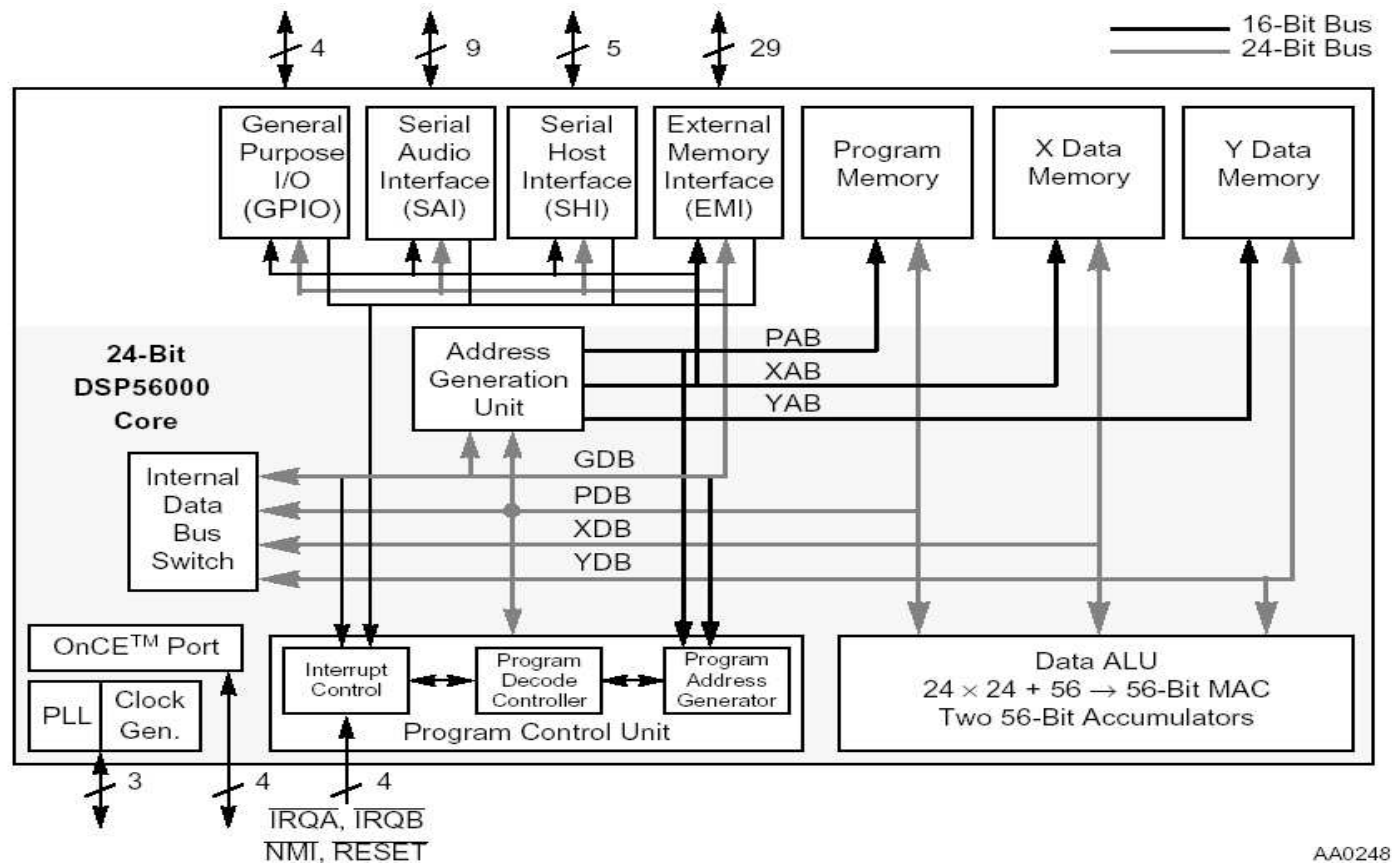 4
9
5
29
16-Bit Bus
24-Bit Bus
General
Purpose
I/O
(GPIO)
Serial
Audio
Interface
(SAI)
Serial
Host
Interface
(SHI)
External
Memory
Interface
(EMI)
Program
Memory
X Data
Memory
Y Data
Memory
24-Bit
DSP56000
Core
Address
Generation
Unit
PAB
XAB
YAB
Internal
Data
Bus
Switch
GDB
PDB
XDB
YDB
OnCE™ Port
PLL
Clock
Gen.
Interrupt
Control
Program
Decode
Controller
Program
Address
Generator
Program Control Unit
Data ALU
24 × 24 + 56 → 56-Bit MAC
Two 56-Bit Accumulators
3
4
4
I̅R̅Q̅A̅, I̅R̅Q̅B̅
N̅M̅I̅, R̅E̅S̅E̅T̅
AA0248